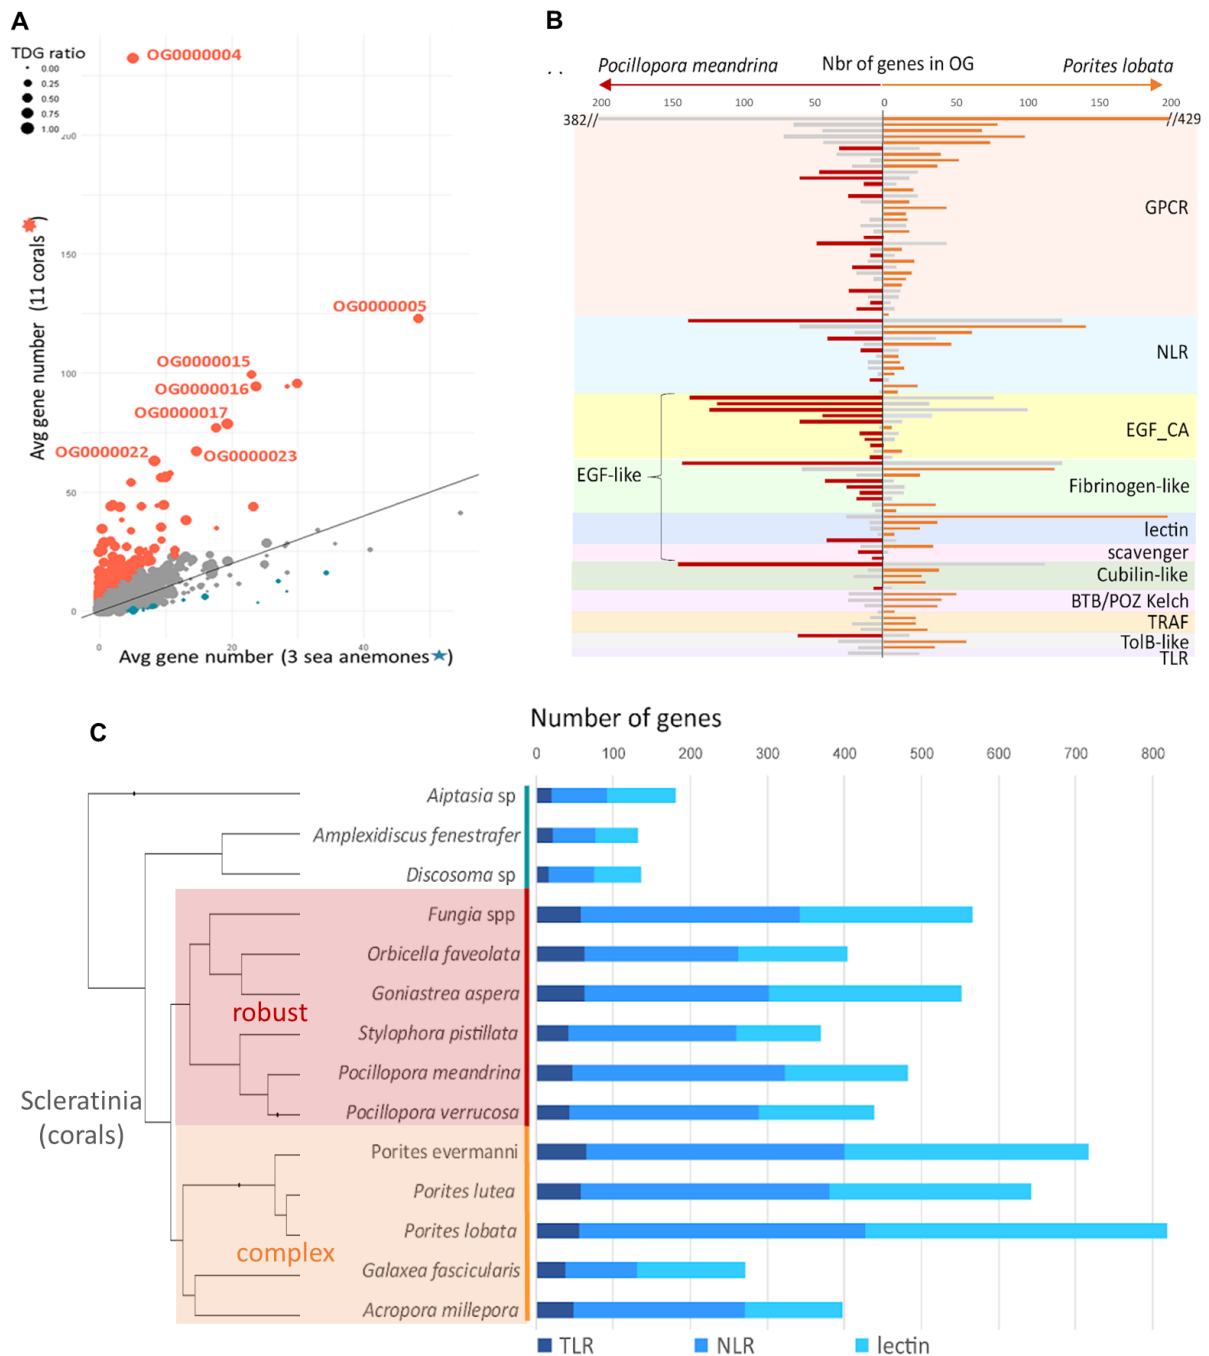 A
TDG ratio
0.00
0.25
0.50
0.75
1.00
200
150
100
50
0
Avg gene number (11 corals)
OG0000004
OG0000005
OG0000015
OG0000016
OG0000017
OG0000022
OG0000023
0 20 40
Avg gene number (3 sea anemones )
B
Pocillopora meandrina Nbr of genes in OG Porites lobata
200 150 100 50 0 50 100 150 200
382// //429
GPCR
NLR
EGF_CA
EGF-like
Fibrinogen-like
lectin
scavenger
Cubilin-like
BTB/POZ Kelch
TRAF
TolB-like
TLR
C
Number of genes
0 100 200 300 400 500 600 700 800
Aiptasia sp
Amplexidiscus fenestrafer
Discosoma sp
Fungia spp
Orbicella faveolata
Goniastrea aspera
robust
Stylophora pistillata
Pocillopora meandrina
Scleratinia
(corals)
Pocillopora verrucosa
Porites evermanni
Porites lutea
Porites lobata
complex
Galaxea fascicularis
Acropora millepora
TLR NLR lectin